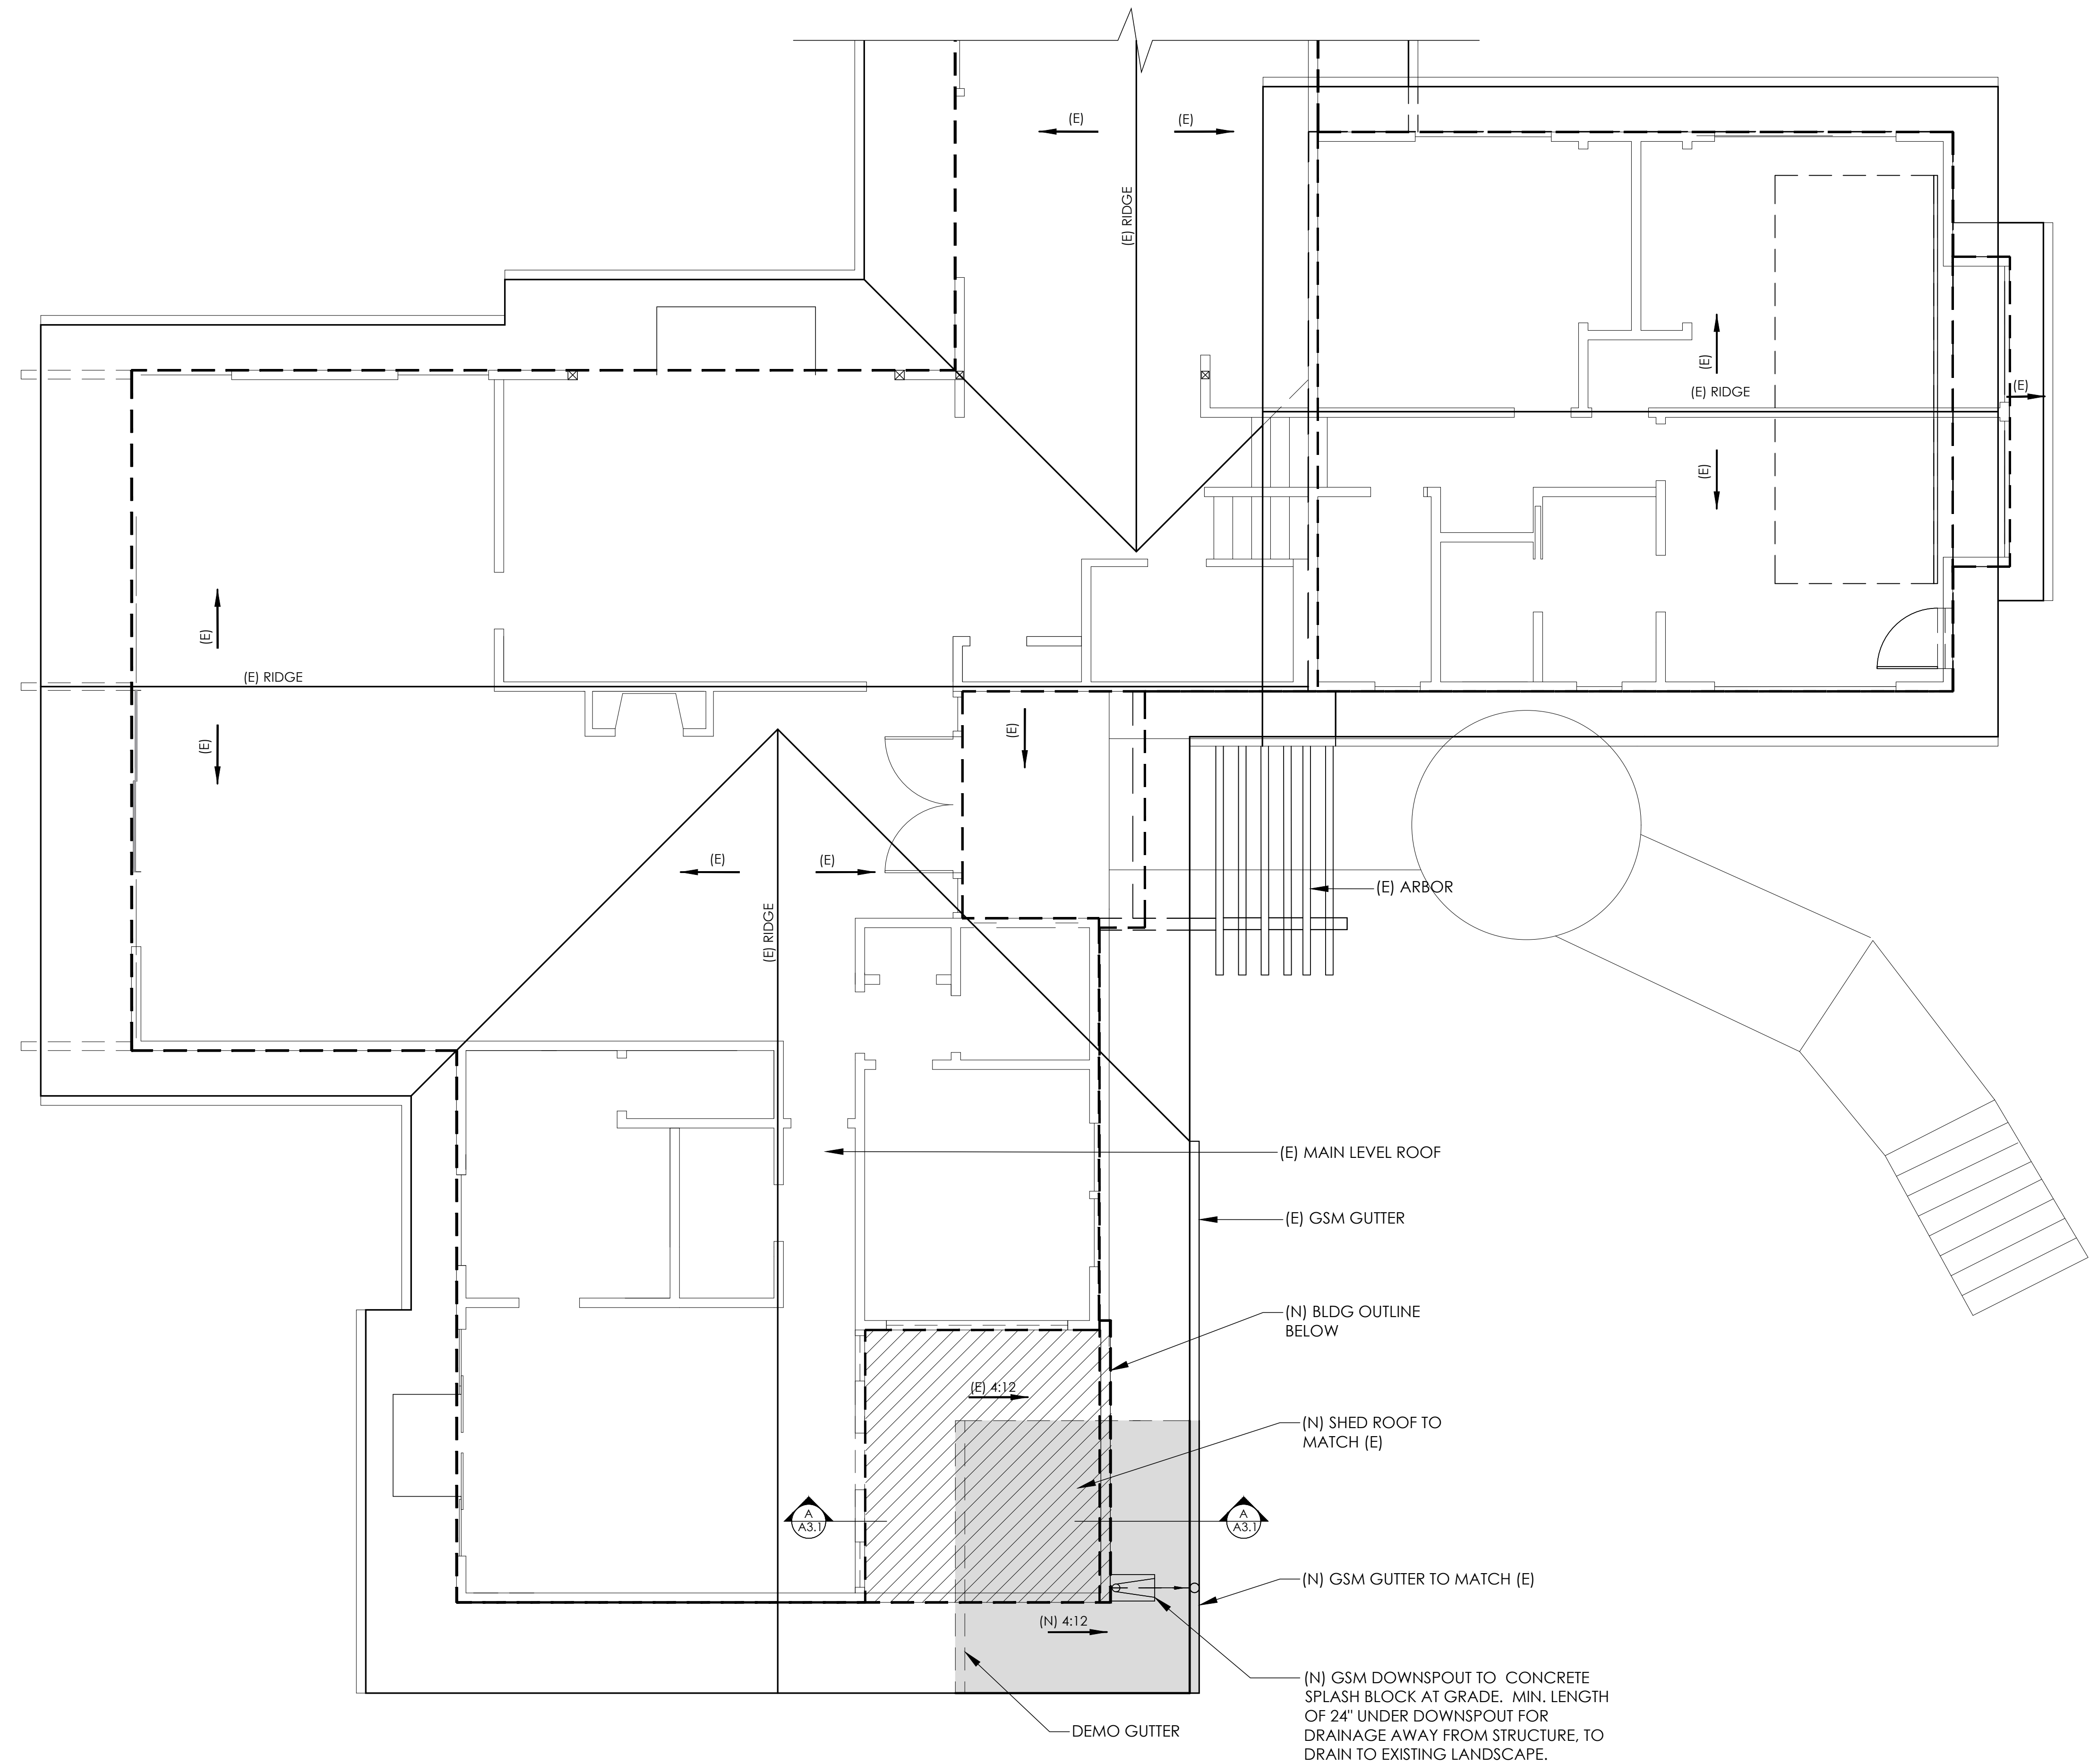 (E)
(E)
(E) RIDGE
(E)
(E) RIDGE
(E)
(E)
(E)
(E) RIDGE
(E)
(E)
(E)
(E)
(E)
(E) ARBOR
(E) RIDGE
(E) MAIN LEVEL ROOF
(E) GSM GUTTER
(N) BLDG OUTLINE
BELOW
(E) 4:12
(N) SHED ROOF TO
MATCH (E)
A
A3.1
A
A3.1
(N) GSM GUTTER TO MATCH (E)
(N) 4:12
(N) GSM DOWNSPOUT TO CONCRETE
SPLASH BLOCK AT GRADE. MIN. LENGTH
OF 24" UNDER DOWNSPOUT FOR
DRAINAGE AWAY FROM STRUCTURE, TO
DRAIN TO EXISTING LANDSCAPE.
DEMO GUTTER